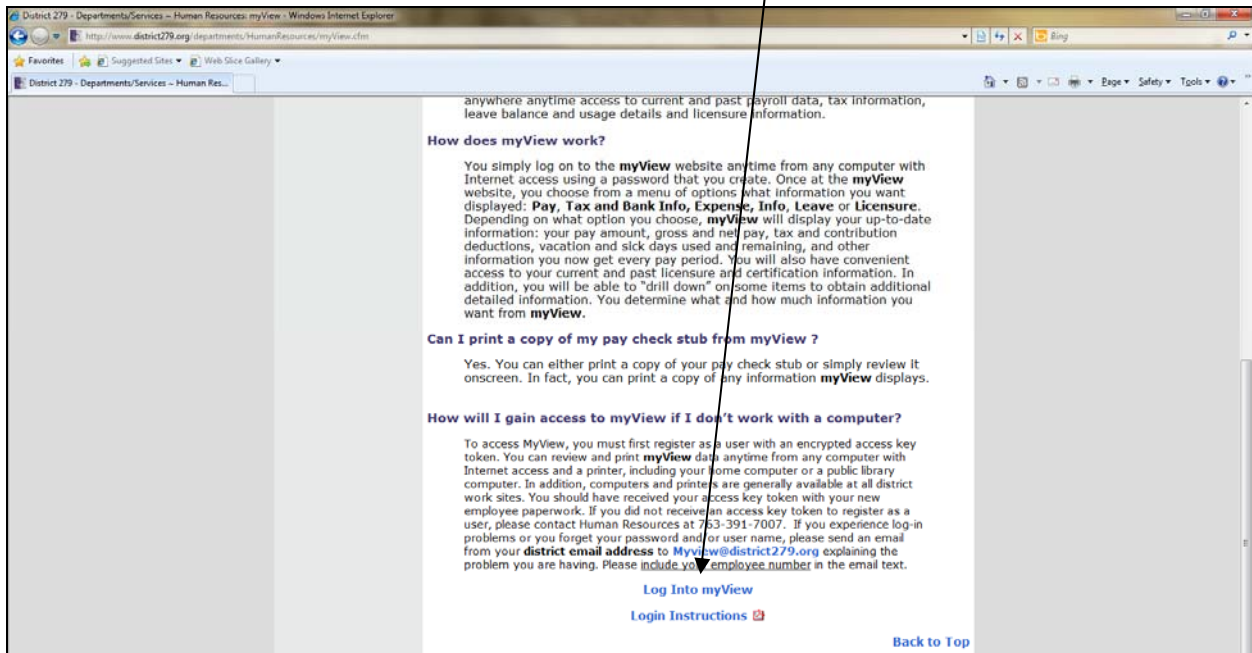 District 279 - Departments/Services ~ Human Resources: myView - Windows Internet Explorer
http://www.district279.org/departments/HumanResources/myView.cfm
Bing
Favorites Suggested Sites Web Slice Gallery
District 279 - Departments/Services ~ Human Res... Page Safety Tools
anywhere anytime access to current and past payroll data, tax information,
leave balance and usage details and licensure information.
How does myView work?
You simply log on to the myView website anytime from any computer with
Internet access using a password that you create. Once at the myView
website, you choose from a menu of options what information you want
displayed: Pay, Tax and Bank Info, Expense, Info, Leave or Licensure.
Depending on what option you choose, myView will display your up-to-date
information: your pay amount, gross and net pay, tax and contribution
deductions, vacation and sick days used and remaining, and other
information you now get every pay period. You will also have convenient
access to your current and past licensure and certification information. In
addition, you will be able to "drill down" on some items to obtain additional
detailed information. You determine what and how much information you
want from myView.
Can I print a copy of my pay check stub from myView ?
Yes. You can either print a copy of your pay check stub or simply review it
onscreen. In fact, you can print a copy of any information myView displays.
How will I gain access to myView if I don't work with a computer?
To access MyView, you must first register as a user with an encrypted access key
token. You can review and print myView data anytime from any computer with
Internet access and a printer, including your home computer or a public library
computer. In addition, computers and printers are generally available at all district
work sites. You should have received your access key token with your new
employee paperwork. If you did not receive an access key token to register as a
user, please contact Human Resources at 763-391-7007. If you experience log-in
problems or you forget your password and/or user name, please send an email
from your district email address to Myview@district279.org explaining the
problem you are having. Please include your employee number in the email text.
Log Into myView
Login Instructions
Back to Top